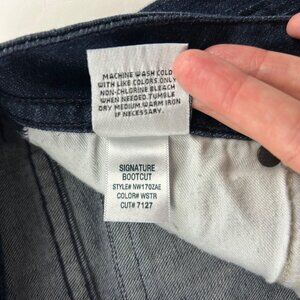 MACHINE WASH COLD
WITH LIKE COLORS.ONLY
NON-CHLORINE BLEACH
WHEN NEEDED.TUMBLE
DRY MEDIUM.WARM IRON
IF NECESSARY.
SIGNATURE
BOOTCUT
STYLE# NW170ZAE
COLOR# WSTR
CUT# 7127